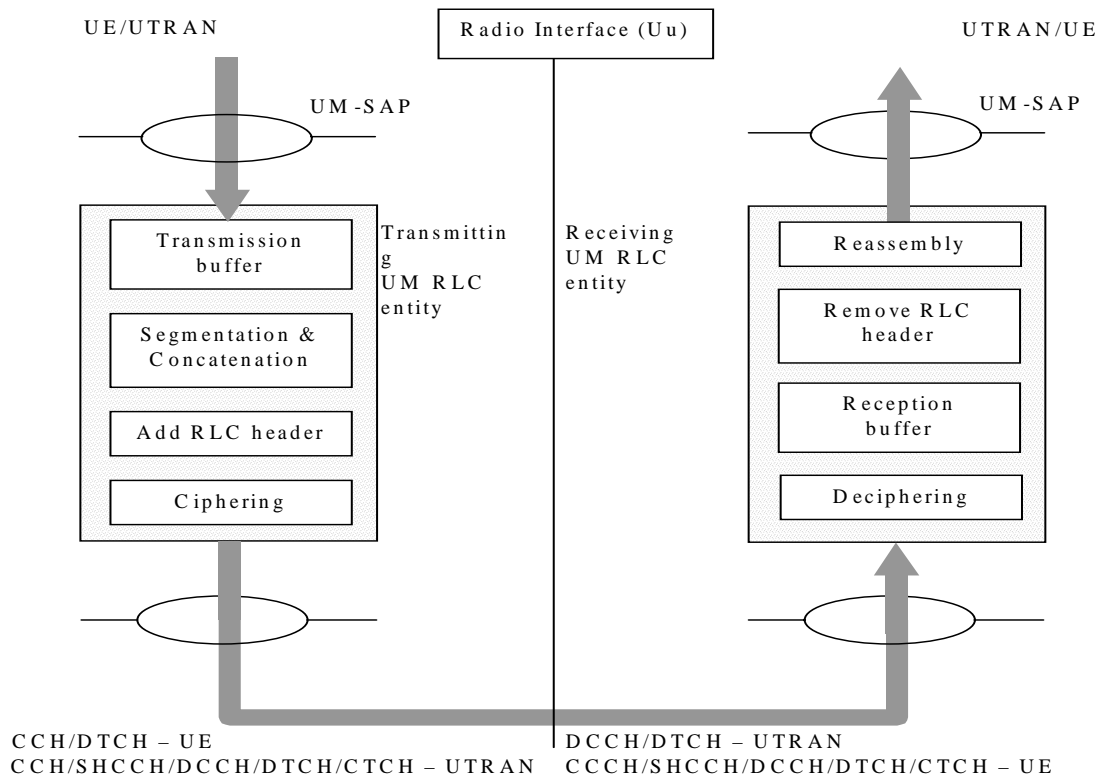 UE/UTRAN
Radio Interface (Uu)
UTRAN/UE
UM-SAP
UM-SAP
Transmission
buffer
Transmittin
g
UM RLC
entity
Receiving
UM RLC
entity
Reassembly
Segmentation &
Concatenation
Remove RLC
header
Add RLC header
Reception
buffer
Ciphering
Deciphering
CCH/DTCH – UE
CCH/SHCCH/DCCH/DTCH/CTCH – UTRAN
DCCH/DTCH – UTRAN
CCCH/SHCCH/DCCH/DTCH/CTCH – UE